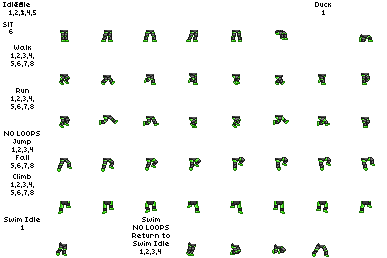 Idle
1,2,3,4,5
Duck
1
SIT
6
Walk
1,2,3,4,
5,6,7,8
Run
1,2,3,4,
5,6,7,8
NO LOOPS
Jump
1,2,3,4
Fall
5,6,7,8
Climb
1,2,3,4,
5,6,7,8
Swim Idle
1
Swim
NO LOOPS
Return to
Swim Idle
1,2,3,4